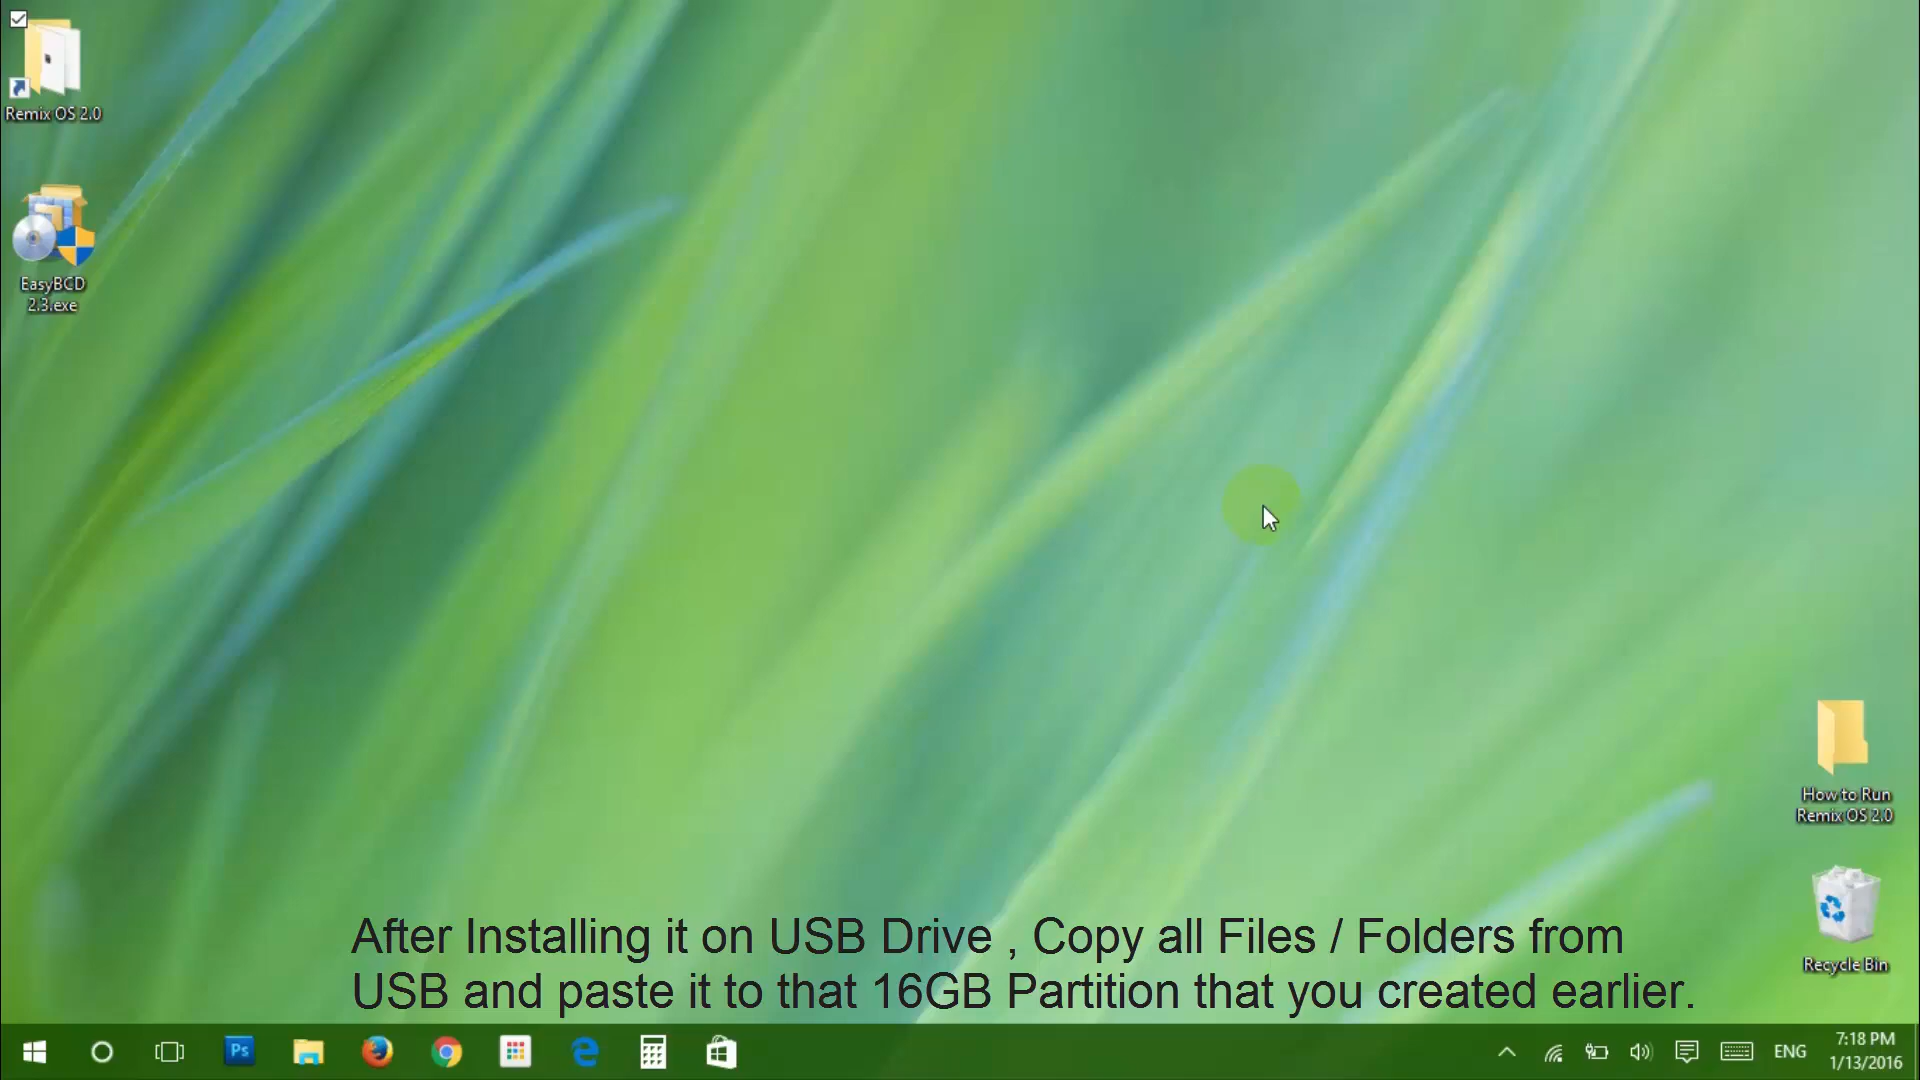 Remix OS 2.0
EasyBCD
2.3.exe
How to Run
Remix OS 2.0
Recycle Bin
After Installing it on USB Drive , Copy all Files / Folders from
USB and paste it to that 16GB Partition that you created earlier.
Ps
ENG
7:18 PM
1/13/2016